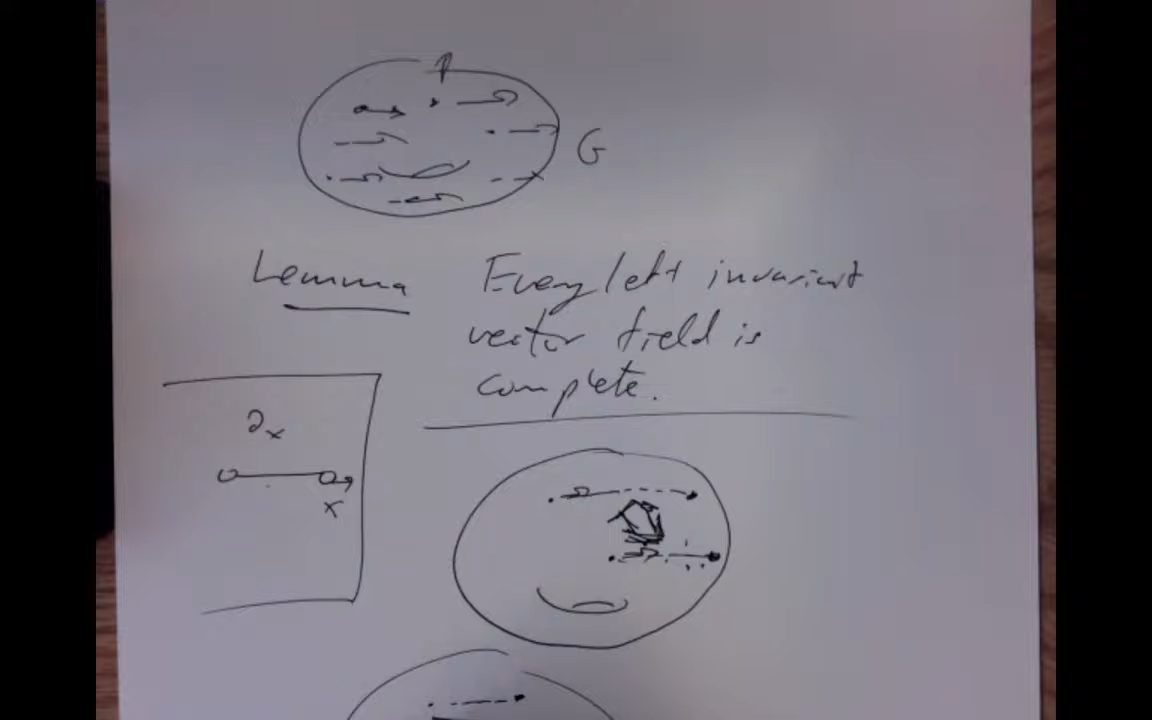 G
Lemma Every left invariant
vector field is
complete.
∂x
x